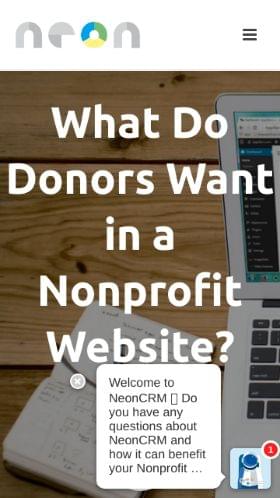 neon
What Do
Donors Want
in a
Nonprofit
Website?
Welcome to
NeonCRM ▯ Do
you have any
questions about
NeonCRM and
how it can benefit
your Nonprofit ...
1